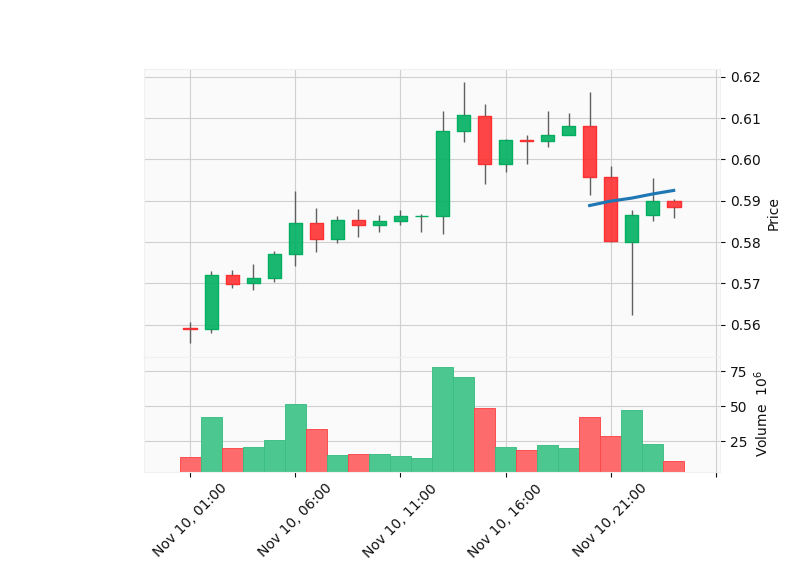 0.62
0.61
0.60
0.59
0.58
0.57
0.56
Price
75
50
25
Volume 10^6
Nov 10, 01:00
Nov 10, 06:00
Nov 10, 11:00
Nov 10, 16:00
Nov 10, 21:00